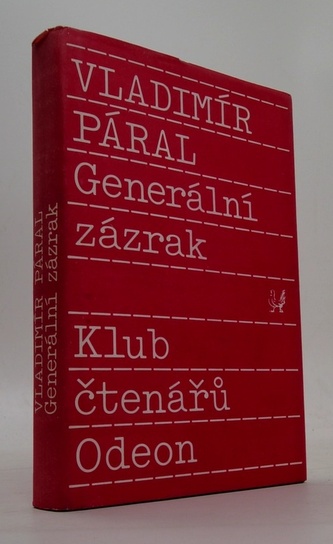 VLADIMÍR
PÁRAL
Generální
zázrak
Klub
čtenářů
Odeon
VLADIMÍR PÁRAL
Generální zázrak